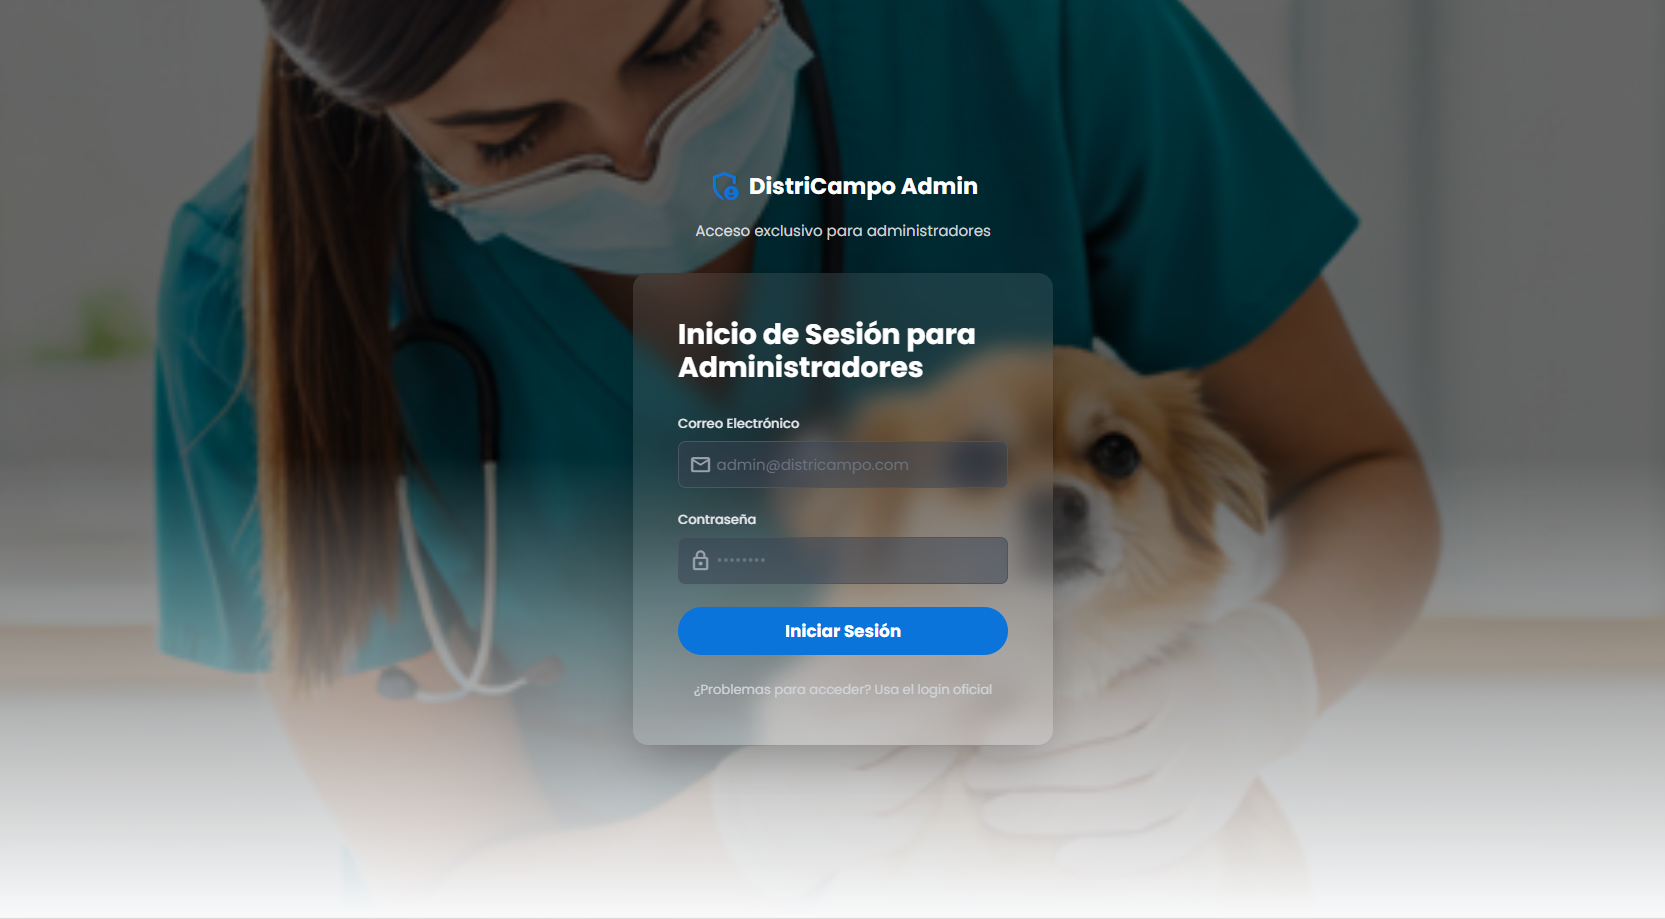 DistriCampo Admin
Acceso exclusivo para administradores
Inicio de Sesión para
Administradores
Correo Electrónico
admin@districampo.com
Contraseña
••••••••
Iniciar Sesión
¿Problemas para acceder? Usa el login oficial